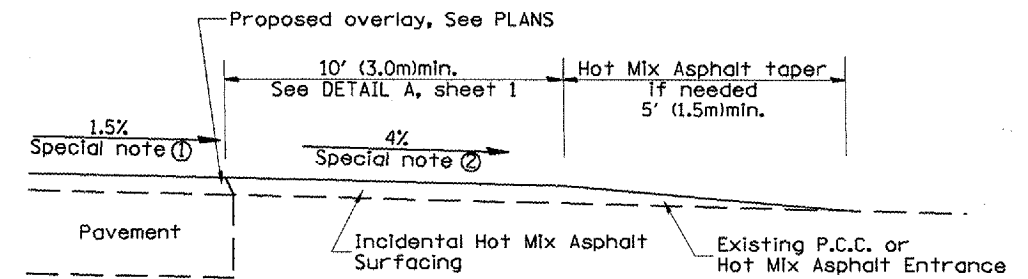 Proposed overlay, See PLANS
10' (3.0m)min.
See DETAIL A, sheet 1
Hot Mix Asphalt taper
if needed
5' (1.5m)min.
1.5%
Special note ①
4%
Special note ②
Pavement
Incidental Hot Mix Asphalt
Surfacing
Existing P.C.C. or
Hot Mix Asphalt Entrance